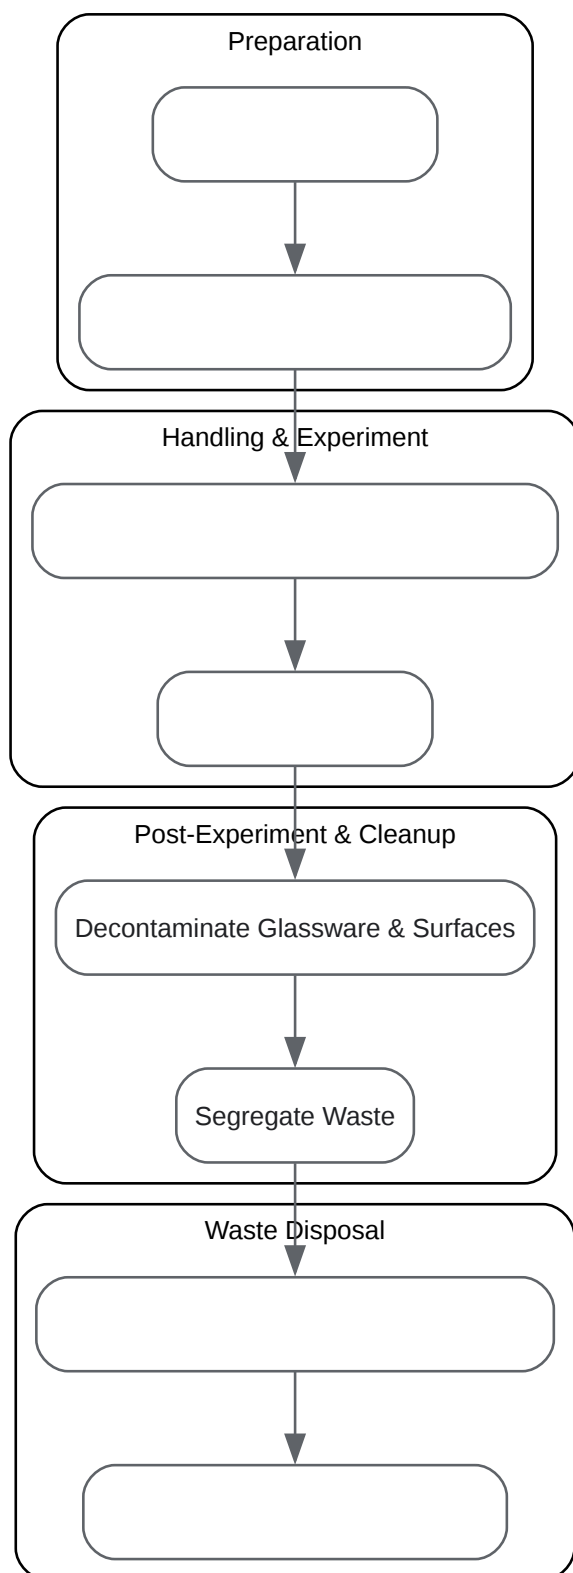 Preparation
Handling & Experiment
Post-Experiment & Cleanup
Decontaminate Glassware & Surfaces
Segregate Waste
Waste Disposal